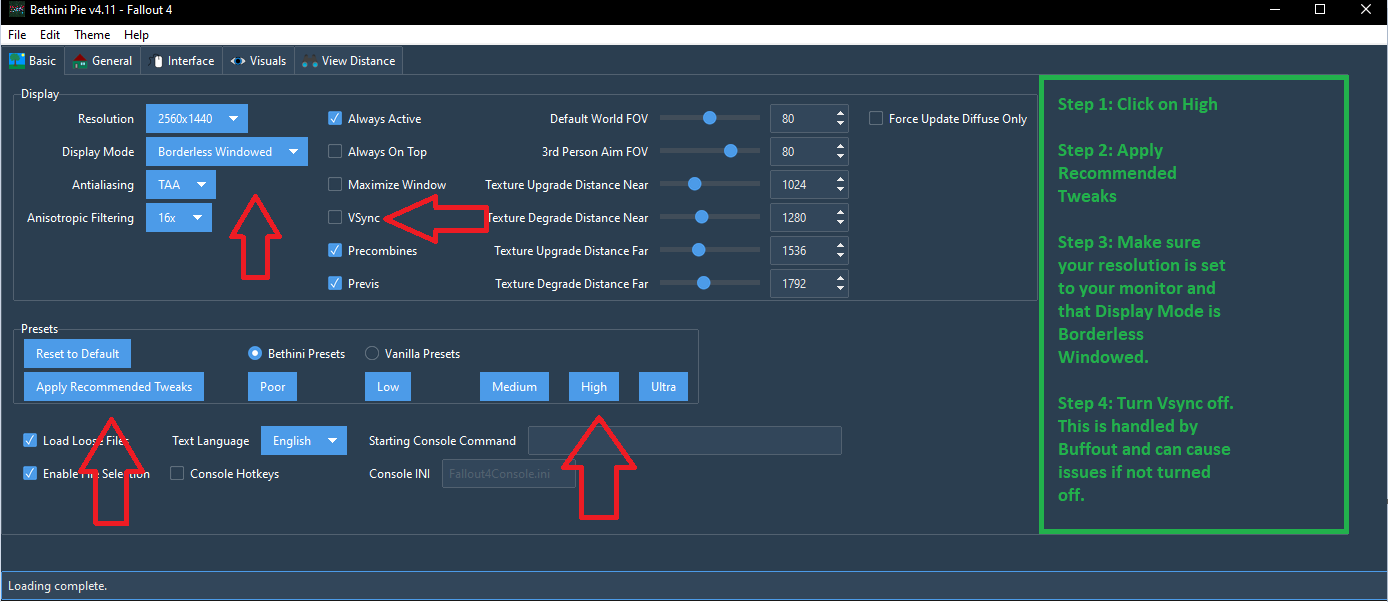 Bethini Pie v4.11 - Fallout 4
File Edit Theme Help
Basic General Interface Visuals View Distance
Display
Resolution 2560x1440 Always Active Default World FOV 80 Force Update Diffuse Only
Display Mode Borderless Windowed Always On Top 3rd Person Aim FOV 80
Antialiasing TAA Maximize Window Texture Upgrade Distance Near 1024
Anisotropic Filtering 16x VSync Texture Degrade Distance Near 1280
Precombines Texture Upgrade Distance Far 1536
Previs Texture Degrade Distance Far 1792
Presets
Reset to Default Bethini Presets Vanilla Presets
Apply Recommended Tweaks Poor Low Medium High Ultra
Load Loose Files Text Language English Starting Console Command
Enable File Selection Console Hotkeys Console INI Fallout4Console.ini
Step 1: Click on High
Step 2: Apply
Recommended
Tweaks
Step 3: Make sure
your resolution is set
to your monitor and
that Display Mode is
Borderless
Windowed.
Step 4: Turn Vsync off.
This is handled by
Buffout and can cause
issues if not turned
off.
Loading complete.